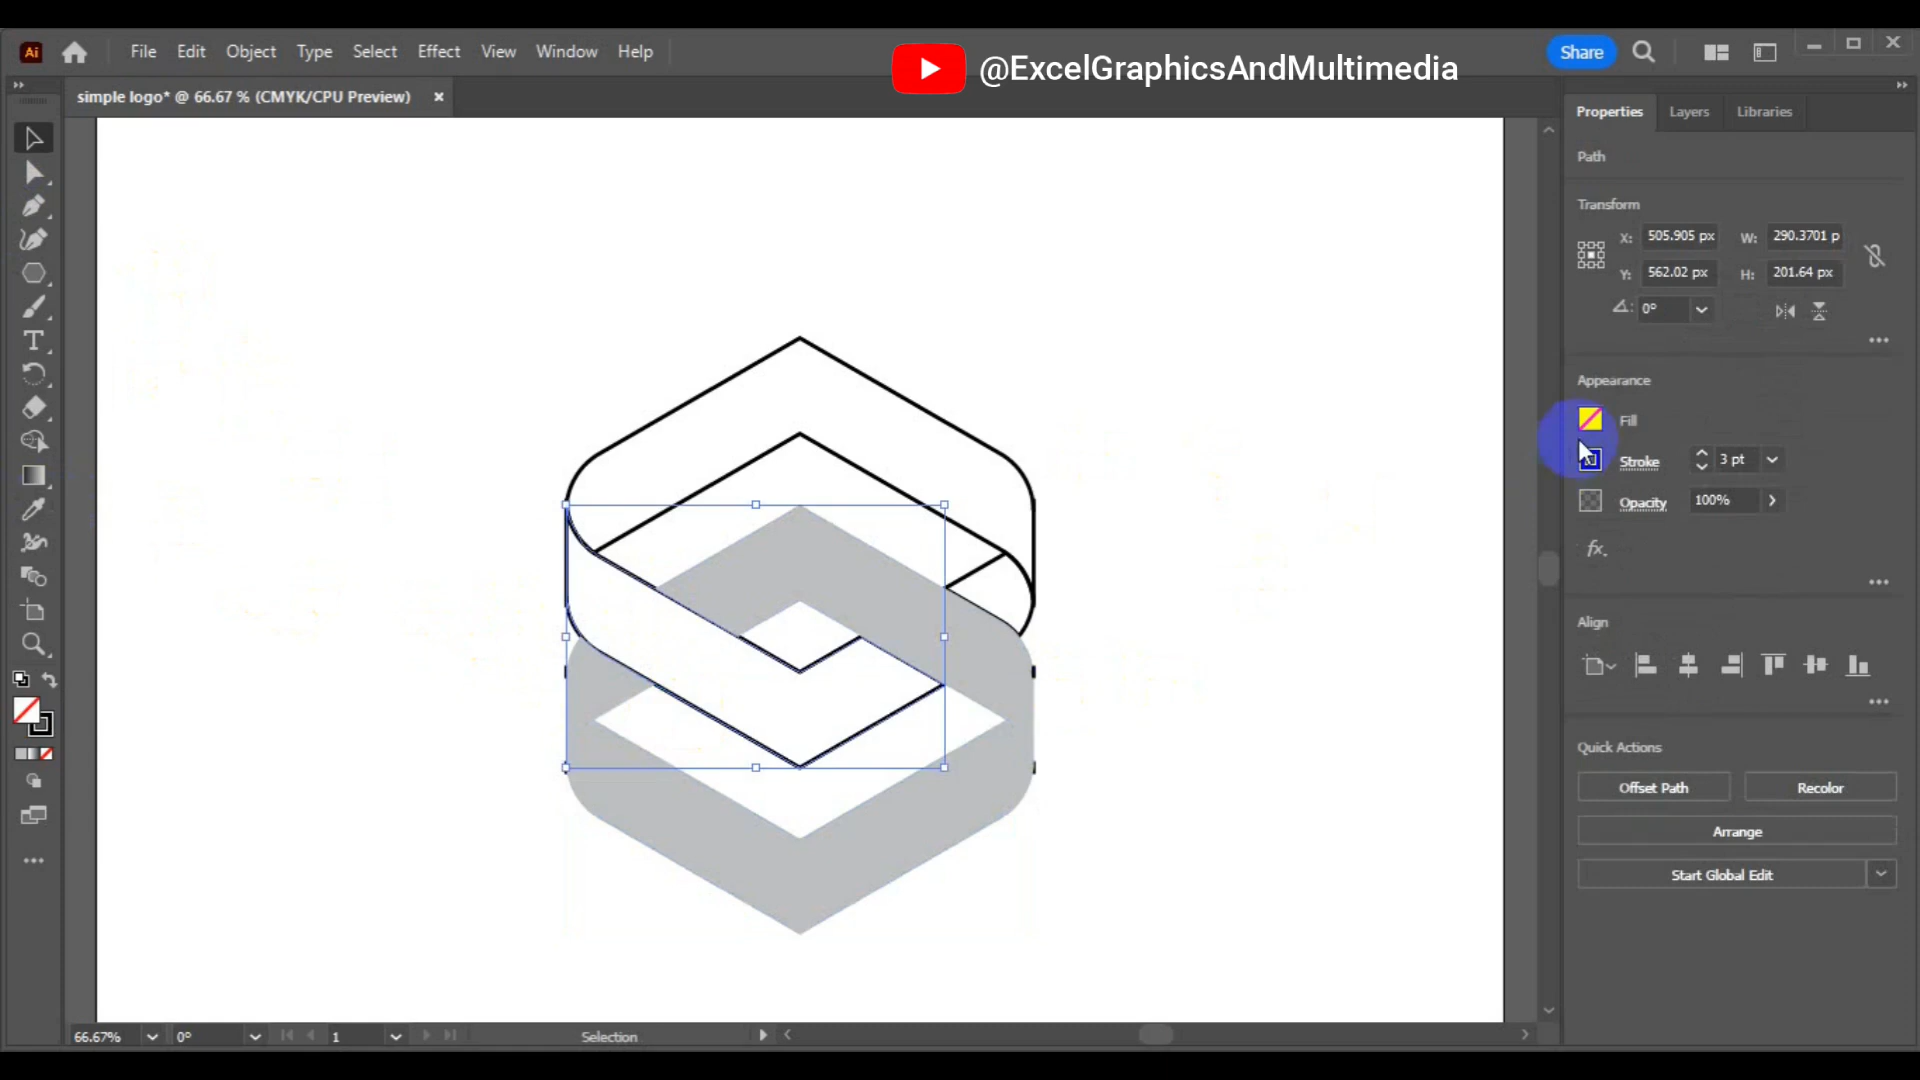 @ExcelGraphicsAndMultimedia
Ai File Edit Object Type Select Effect View Window Help Share
simple logo* @ 66.67 % (CMYK/CPU Preview) ×
Properties Layers Libraries
Path
Transform
X: 505.905 px W: 290.3701 p
Y: 562.02 px H: 201.64 px
0°
Appearance
Fill
Stroke 3 pt
Opacity 100%
fx.
Align
Quick Actions
Offset Path Recolor
Arrange
Start Global Edit
66.67% 0° 1 Selection